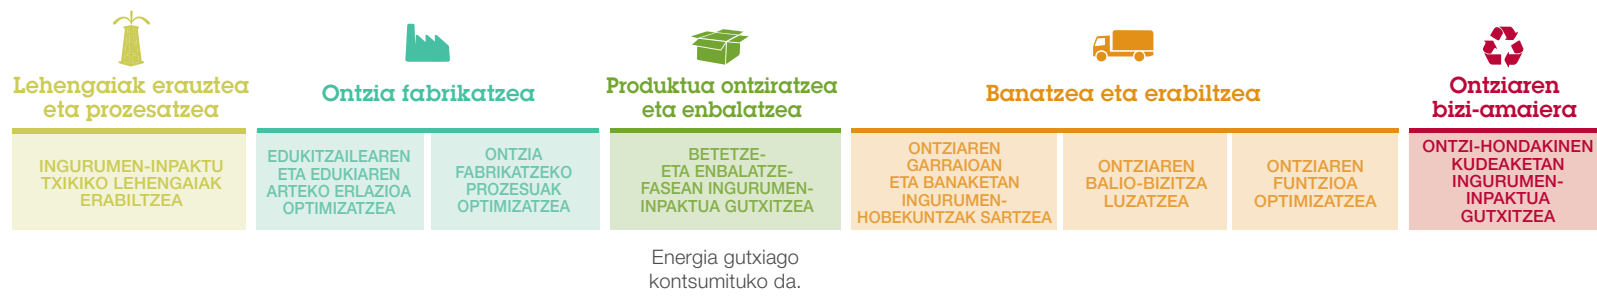 Lehengaiak erauztea
eta prozesatzea
Ontzia fabrikatzea
Produktua ontziratzea
eta enbalatzea
Banatzea eta erabiltzea
Ontziaren
bizi-amaiera
INGURUMEN-INPAKTU
TXIKIKO LEHENGAIAK
ERABILTZEA
EDUKITZAILEAREN
ETA EDUKIAREN
ARTEKO ERLAZIOA
OPTIMIZATZEA
ONTZIA
FABRIKATZEKO
PROZESUAK
OPTIMIZATZEA
BETETZE-
ETA ENBALATZE-
FASEAN INGURUMEN-
INPAKTUA GUTXITZEA
ONTZIAREN
GARRAIOAN
ETA BANAKETAN
INGURUMEN-
HOBEKUNTZAK SARTZEA
ONTZIAREN
BALIO-BIZITZA
LUZATZEA
ONTZIAREN
FUNTZIOA
OPTIMIZATZEA
ONTZI-HONDAKINEN
KUDEAKETAN
INGURUMEN-
INPAKTUA
GUTXITZEA
Energia gutxiago
kontsumituko da.